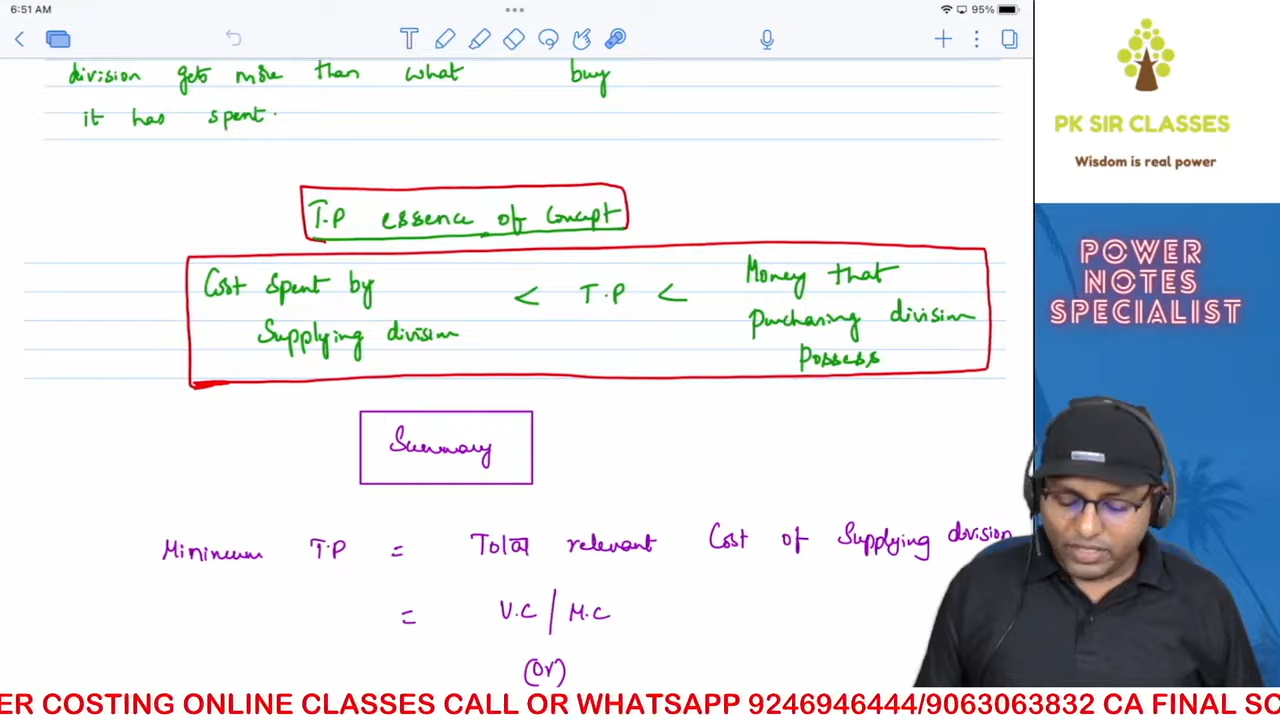 6:51 AM
95%
division gets more than what buy
it has spent.
T.P essence of concept
Cost spent by
Supplying division
< T.P <
Money that
purchasing division
possess
Summary
Minimum T.P = Total relevant Cost of Supplying division
= V.C / M.C
(or)
PK SIR CLASSES
Wisdom is real power
POWER
NOTES
SPECIALIST
ER COSTING ONLINE CLASSES CALL OR WHATSAPP 9246946444/9063063832 CA FINAL SC